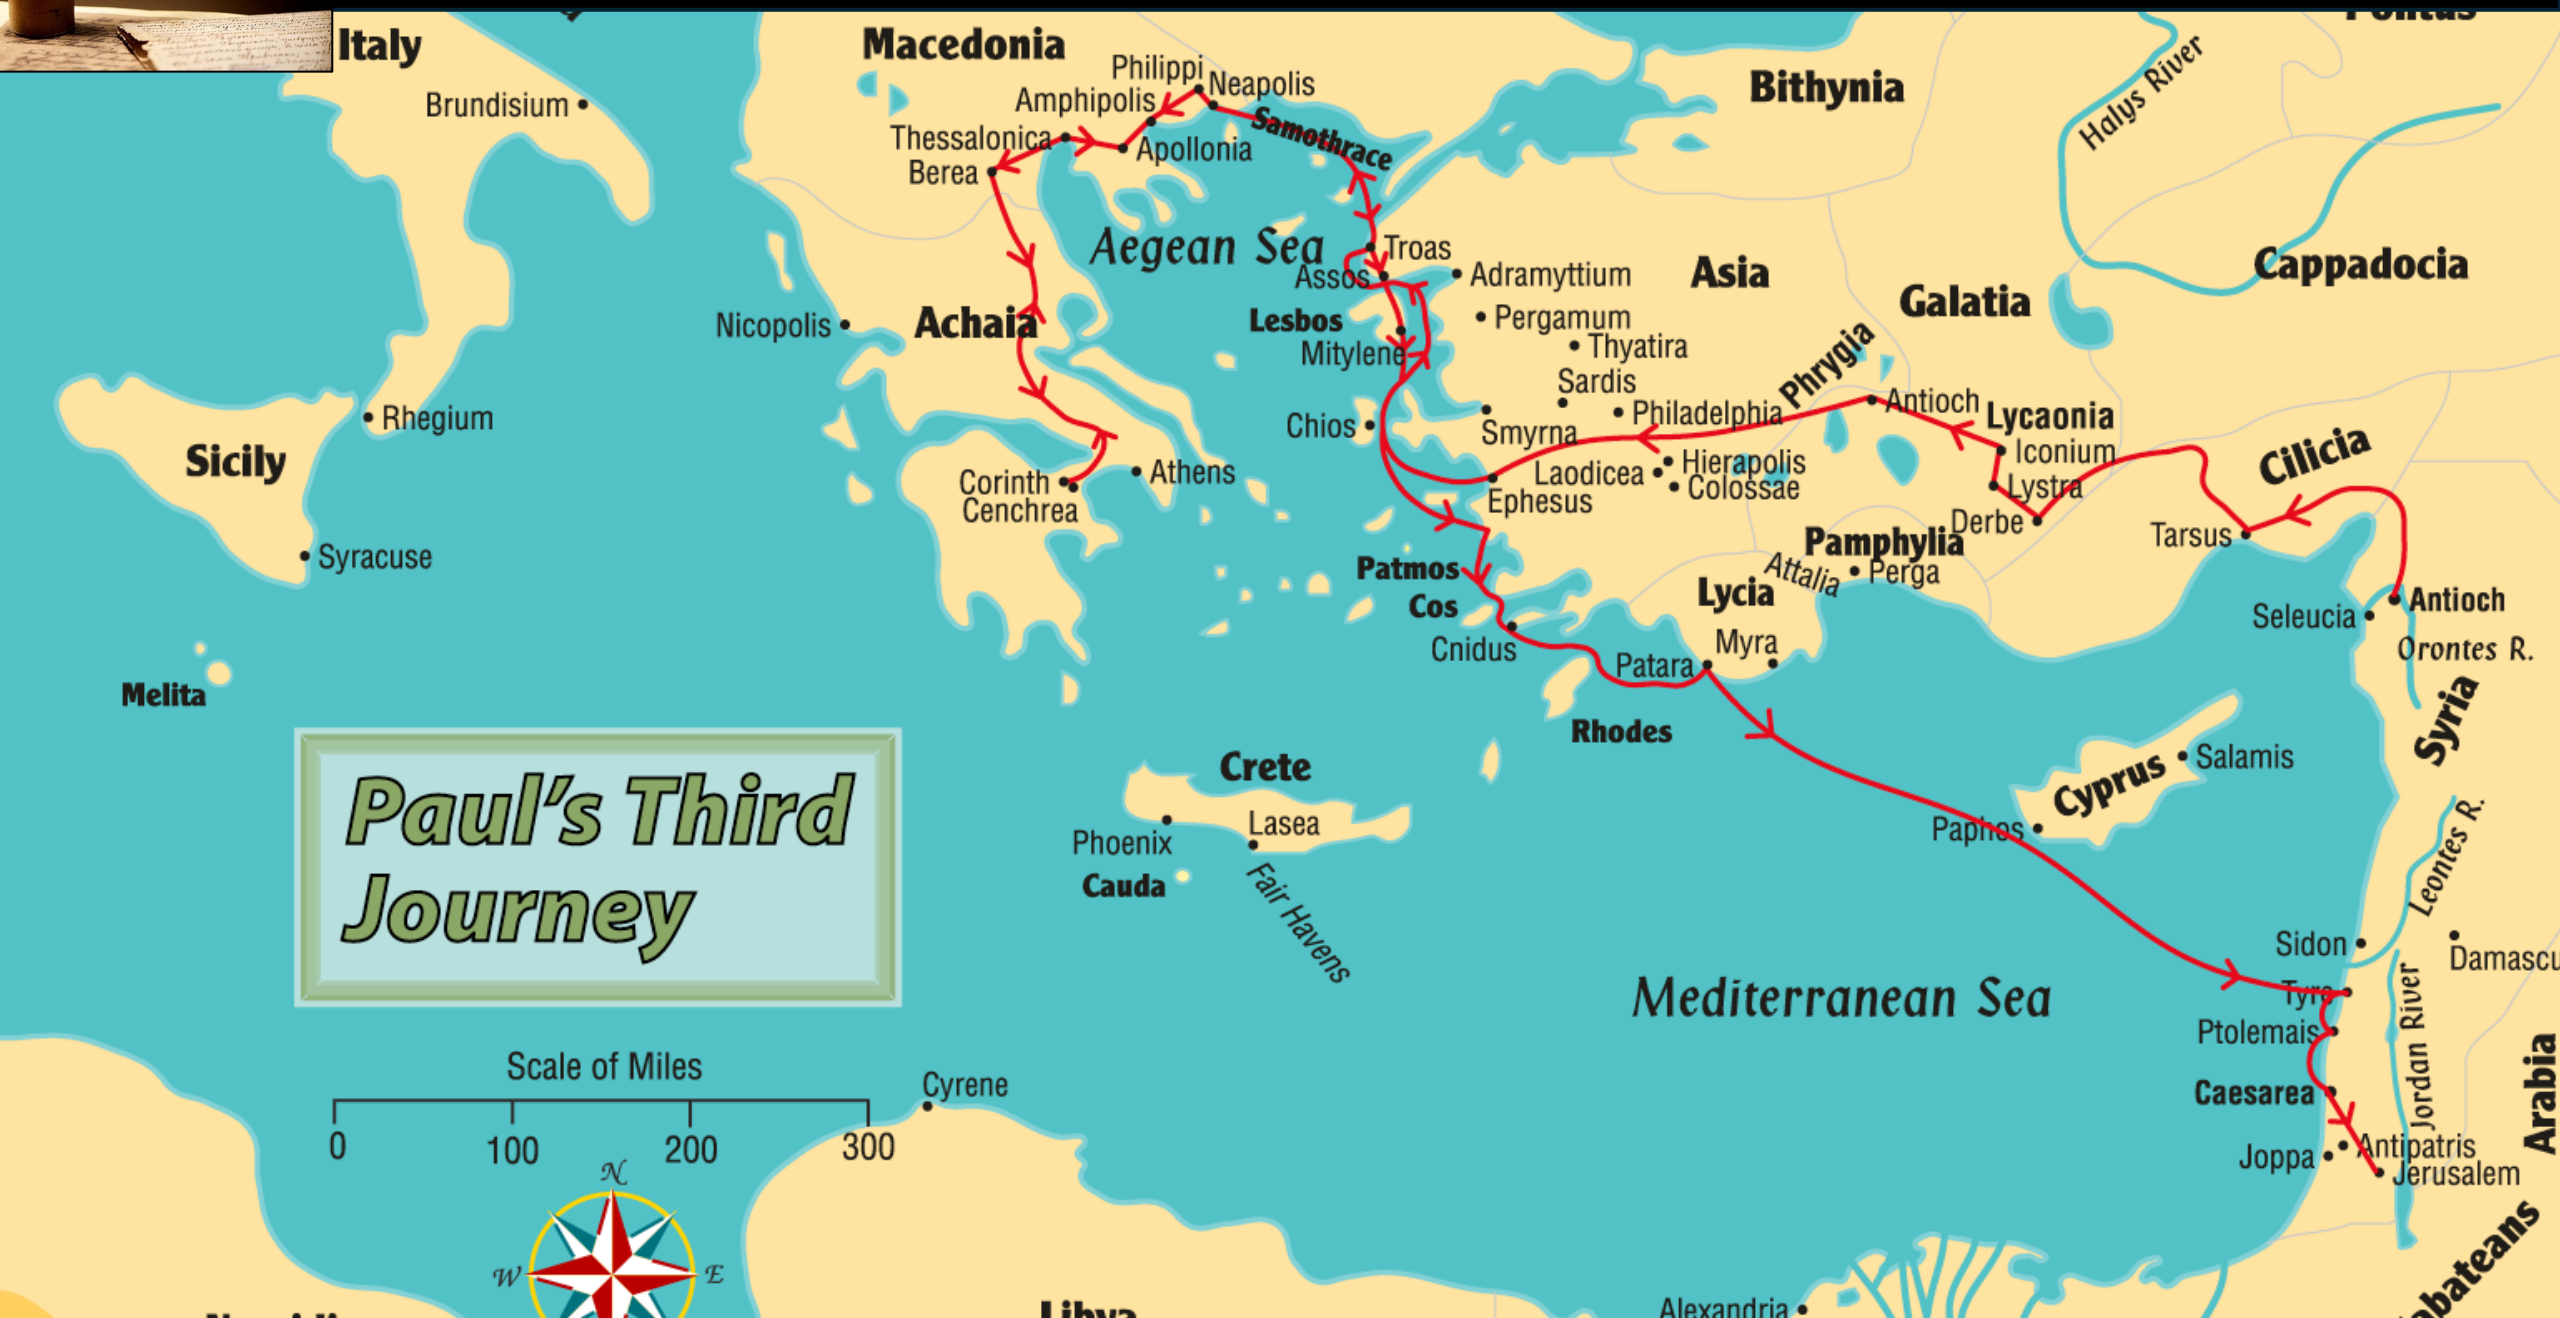 Italy
Macedonia
Pontus
Philippi
Neapolis
Halys River
Bithynia
Brundisium
Amphipolis
Samothrace
Thessalonica
Apollonia
Berea
Aegean Sea
Troas
Assos
Adramyttium
Asia
Cappadocia
Galatia
Nicopolis
Achaia
Lesbos
Pergamum
Mitylene
Thyatira
Phrygia
Sardis
Rhegium
Chios
Smyrna
Philadelphia
Antioch
Lycaonia
Sicily
Iconium
Cilicia
Corinth
Athens
Laodicea
Hierapolis
Colossae
Lystra
Cenchrea
Ephesus
Derbe
Tarsus
Syracuse
Pamphylia
Patmos
Attalia
Perga
Cos
Lycia
Seleucia
Antioch
Orontes R.
Cnidus
Myra
Patara
Melita
Syria
Rhodes
Paul's Third
Journey
Crete
Cyprus
Salamis
Phoenix
Lasea
Paphos
Leontes R.
Cauda
Fair Havens
Sidon
Damascu
Mediterranean Sea
Tyre
Ptolemais
Jordan River
Arabia
Scale of Miles
Cyrene
Caesarea
0 100 200 300
Joppa
Antipatris
Jerusalem
N
W E
Libya
Alexandria
abateans